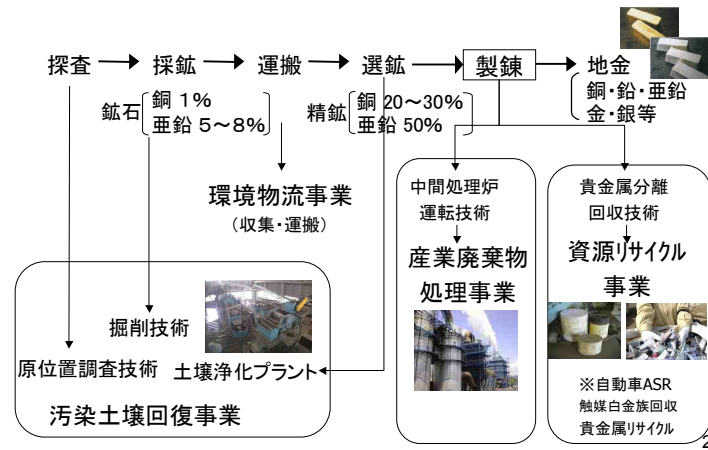 探査 採鉱 運搬 選鉱 製錬 地金
鉱石 銅 1%
亜鉛 5～8%
精鉱 銅 20～30%
亜鉛 50%
銅・鉛・亜鉛
金・銀等
環境物流事業
(収集・運搬)
中間処理炉
運転技術
産業廃棄物
処理事業
貴金属分離
回収技術
資源リサイクル
事業
掘削技術
原位置調査技術 土壌浄化プラント
汚染土壌回復事業
※自動車ASR
触媒白金族回収
貴金属リサイクル
2